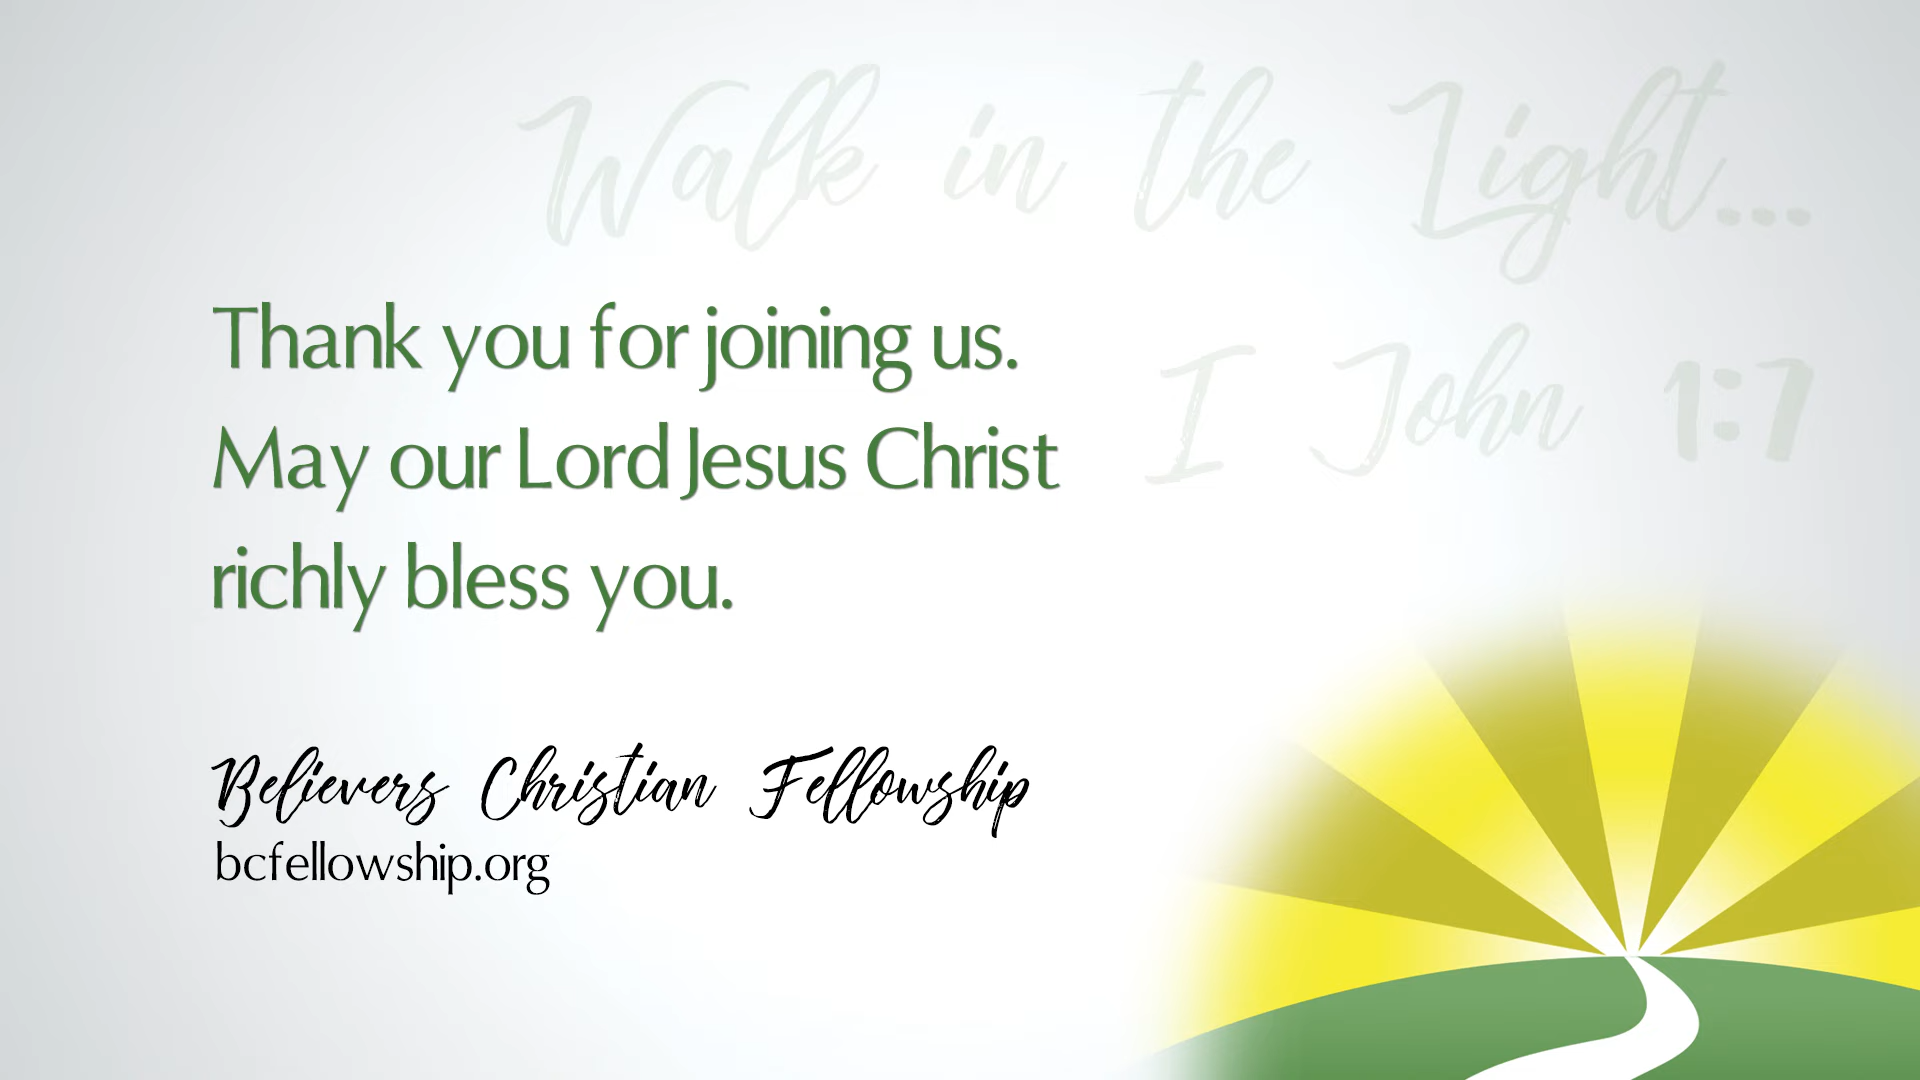 Walk in the Light...
I John 1:7
Thank you for joining us.
May our Lord Jesus Christ
richly bless you.
Believers Christian Fellowship
bcfellowship.org